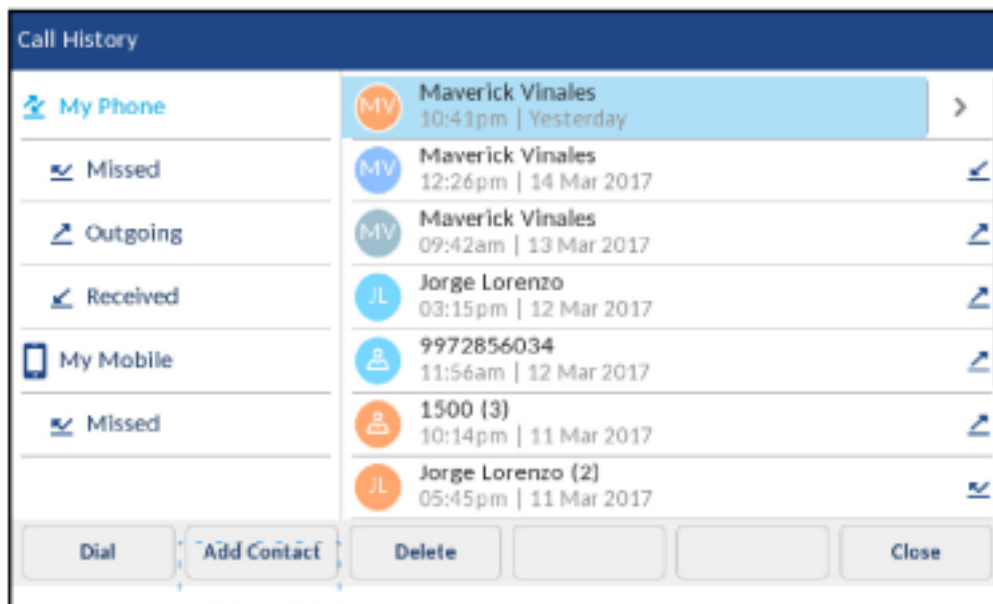 Call History
My Phone
Missed
Outgoing
Received
My Mobile
Missed
MV
Maverick Vinales
10:41pm | Yesterday
MV
Maverick Vinales
12:26pm | 14 Mar 2017
MV
Maverick Vinales
09:42am | 13 Mar 2017
JL
Jorge Lorenzo
03:15pm | 12 Mar 2017
9972856034
11:56am | 12 Mar 2017
1500 (3)
10:14pm | 11 Mar 2017
JL
Jorge Lorenzo (2)
05:45pm | 11 Mar 2017
Dial
Add Contact
Delete
Close